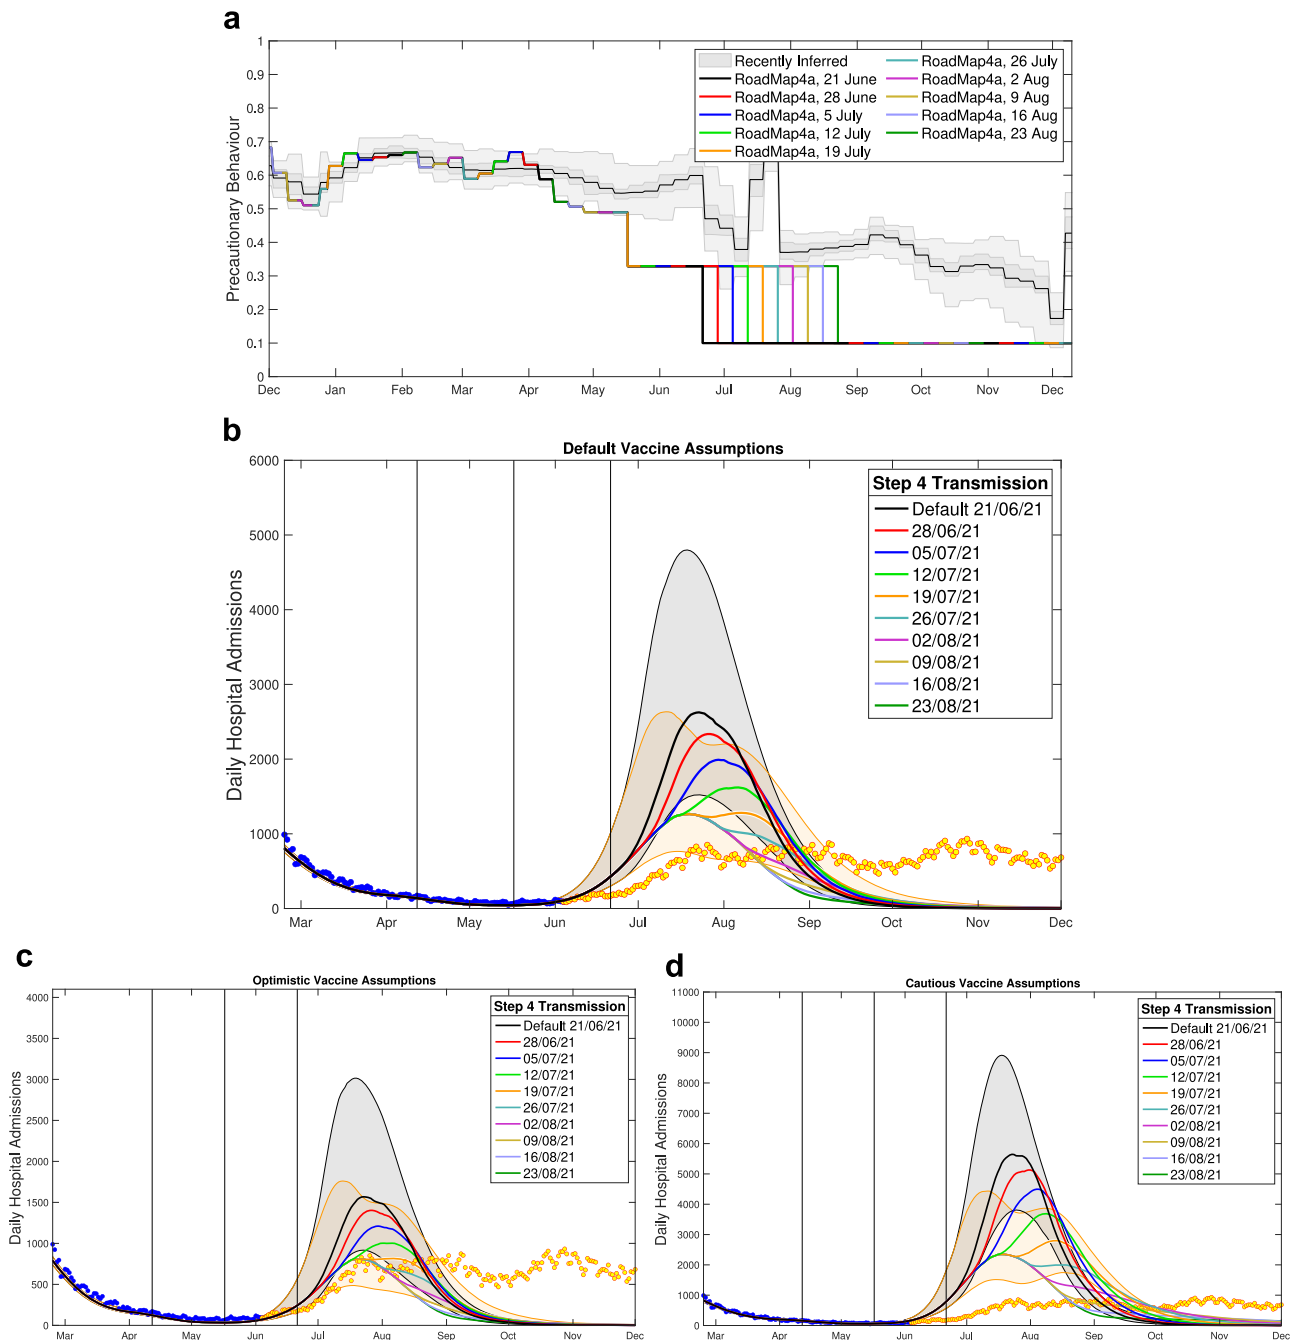 a
1
0.9
0.8
0.7
0.6
0.5
0.4
0.3
0.2
0.1
0
Precautionary Behaviour
Recently Inferred
RoadMap4a, 21 June
RoadMap4a, 28 June
RoadMap4a, 5 July
RoadMap4a, 12 July
RoadMap4a, 19 July
RoadMap4a, 26 July
RoadMap4a, 2 Aug
RoadMap4a, 9 Aug
RoadMap4a, 16 Aug
RoadMap4a, 23 Aug
Dec Jan Feb Mar Apr May Jun Jul Aug Sep Oct Nov Dec
b
Default Vaccine Assumptions
6000
5000
4000
3000
2000
1000
0
Daily Hospital Admissions
Step 4 Transmission
Default 21/06/21
28/06/21
05/07/21
12/07/21
19/07/21
26/07/21
02/08/21
09/08/21
16/08/21
23/08/21
Mar Apr May Jun Jul Aug Sep Oct Nov Dec
c
Optimistic Vaccine Assumptions
4000
3500
3000
2500
2000
1500
1000
500
0
Daily Hospital Admissions
Step 4 Transmission
Default 21/06/21
28/06/21
05/07/21
12/07/21
19/07/21
26/07/21
02/08/21
09/08/21
16/08/21
23/08/21
Mar Apr May Jun Jul Aug Sep Oct Nov Dec
d
Cautious Vaccine Assumptions
11000
10000
9000
8000
7000
6000
5000
4000
3000
2000
1000
0
Daily Hospital Admissions
Step 4 Transmission
Default 21/06/21
28/06/21
05/07/21
12/07/21
19/07/21
26/07/21
02/08/21
09/08/21
16/08/21
23/08/21
Mar Apr May Jun Jul Aug Sep Oct Nov Dec